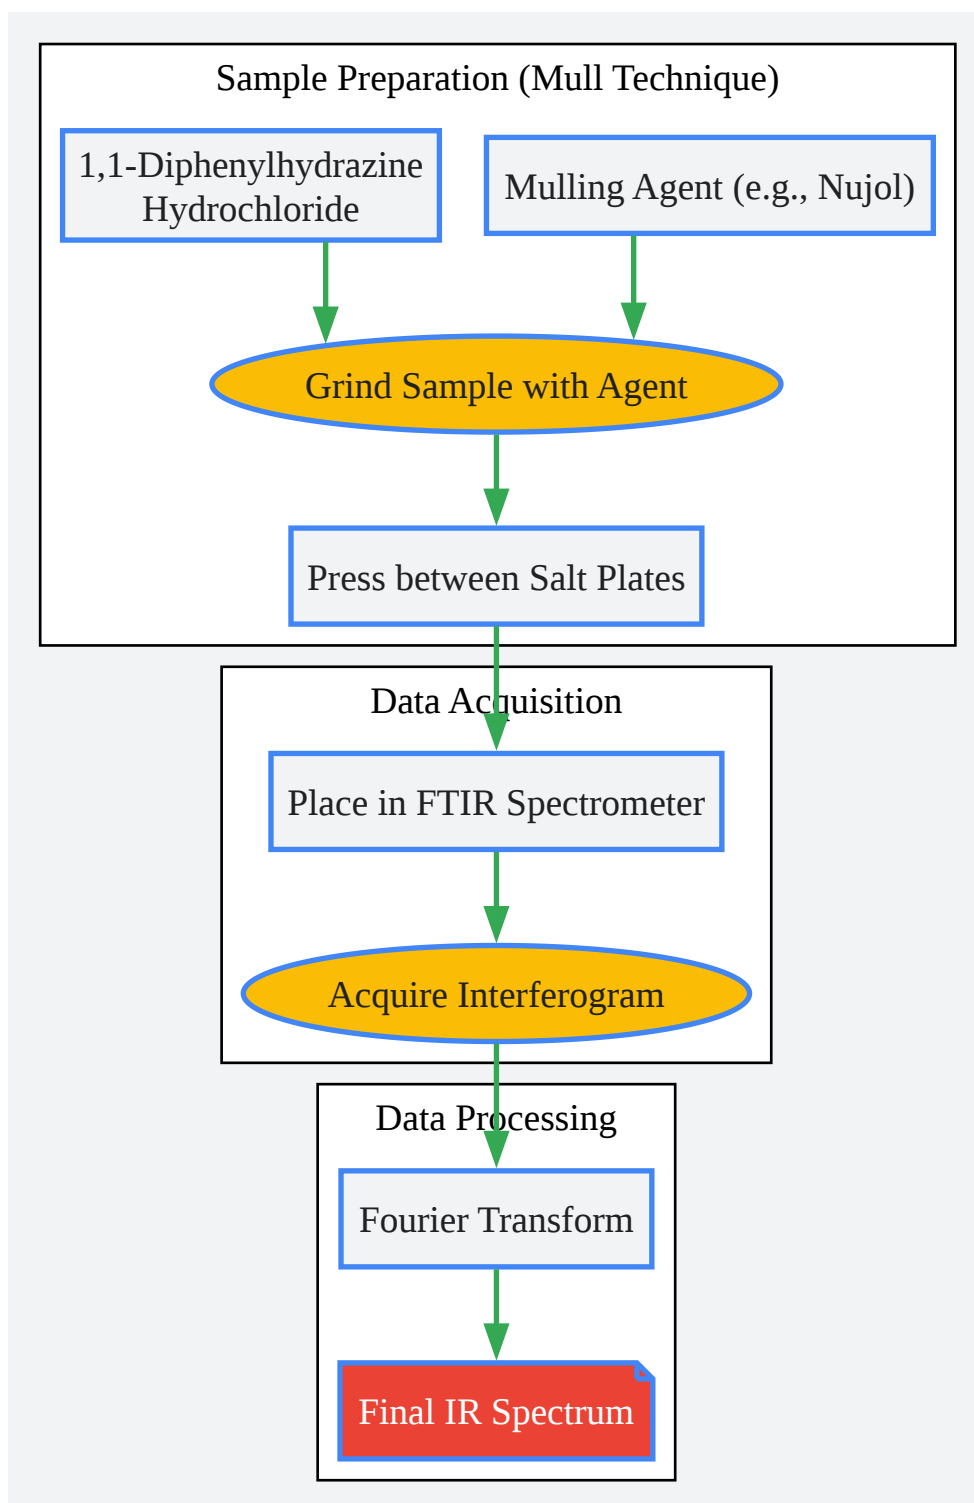 Sample Preparation (Mull Technique)
1,1-Diphenylhydrazine
Hydrochloride
Mulling Agent (e.g., Nujol)
Grind Sample with Agent
Press between Salt Plates
Data Acquisition
Place in FTIR Spectrometer
Acquire Interferogram
Data Processing
Fourier Transform
Final IR Spectrum